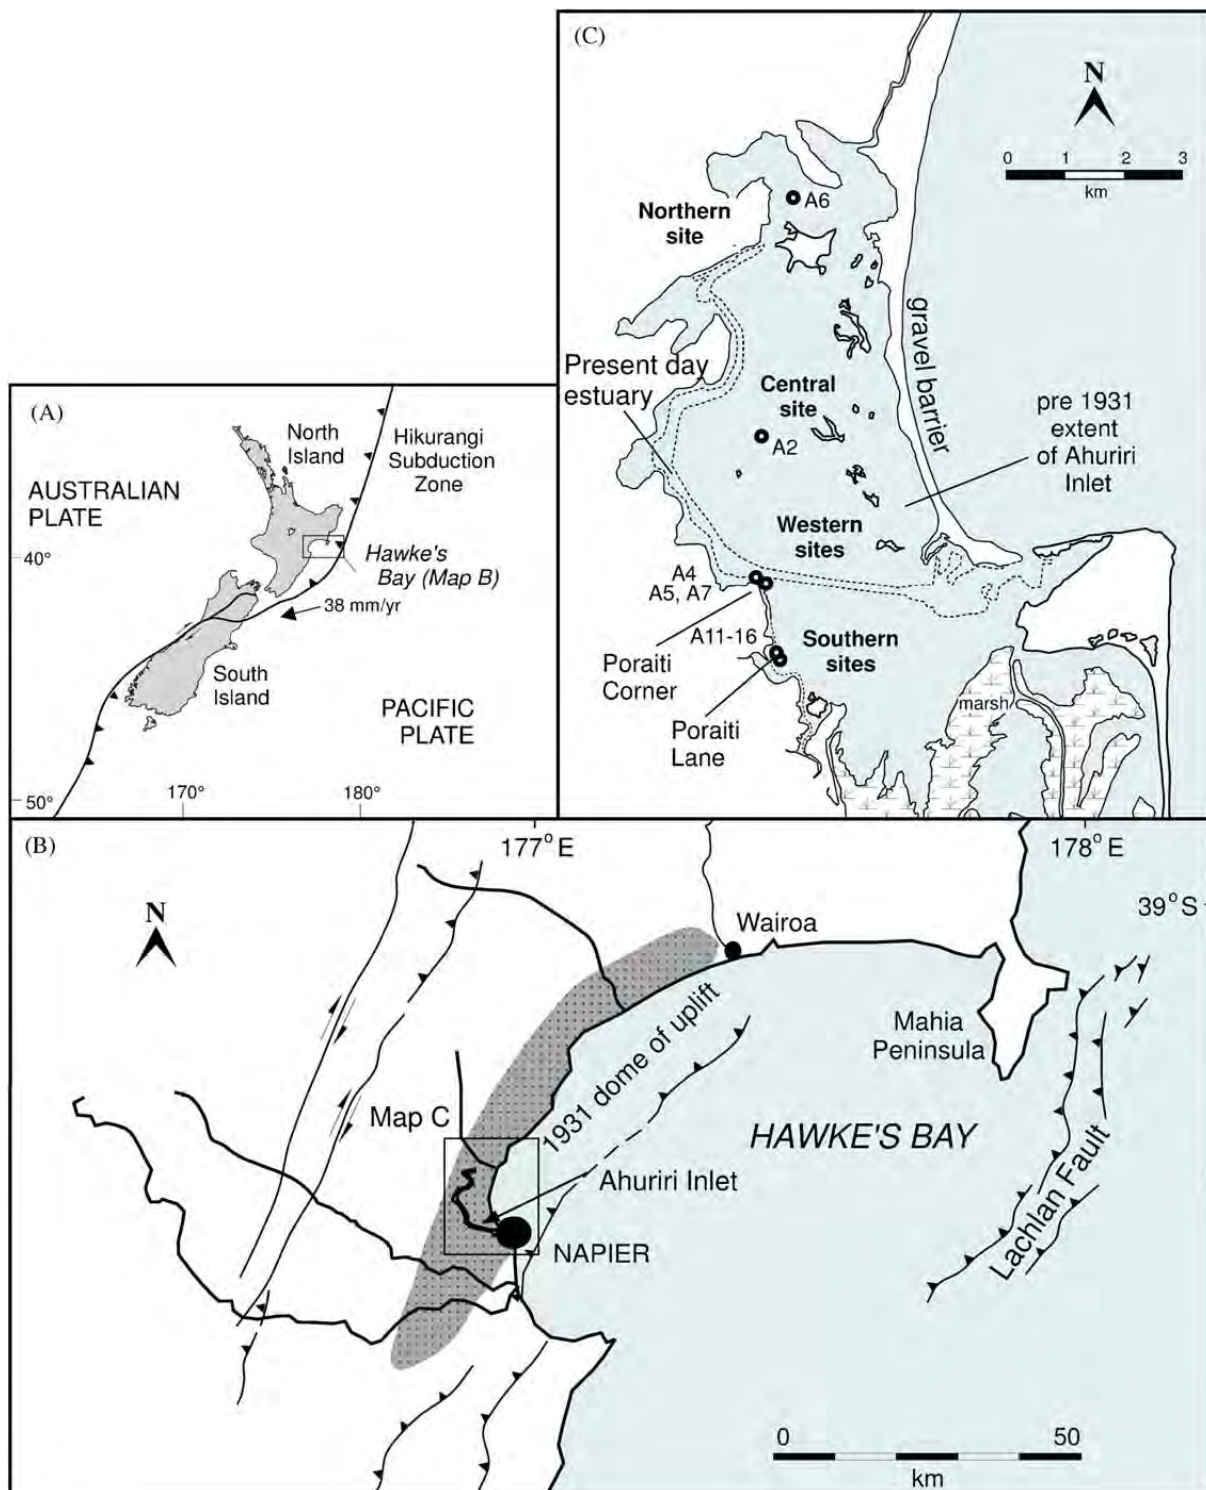 (C)
N
0 1 2 3
km
A6
Northern
site
gravel barrier
Present day
estuary
Central
site
A2
pre 1931
extent
of Ahuriri
Inlet
Western
sites
A4
A5, A7
A11-16
Southern
sites
Poraiti
Corner
marsh
Poraiti
Lane
(A)
North
Island
Hikurangi
Subduction
Zone
AUSTRALIAN
PLATE
40°
Hawke's
Bay (Map B)
38 mm/yr
South
Island
PACIFIC
PLATE
170° 180°
50°
(B)
177° E
178° E
39° S
N
Wairoa
1931 dome of uplift
Mahia
Peninsula
Map C
HAWKE'S BAY
Ahuriri Inlet
NAPIER
Lachlan Fault
0 50
km